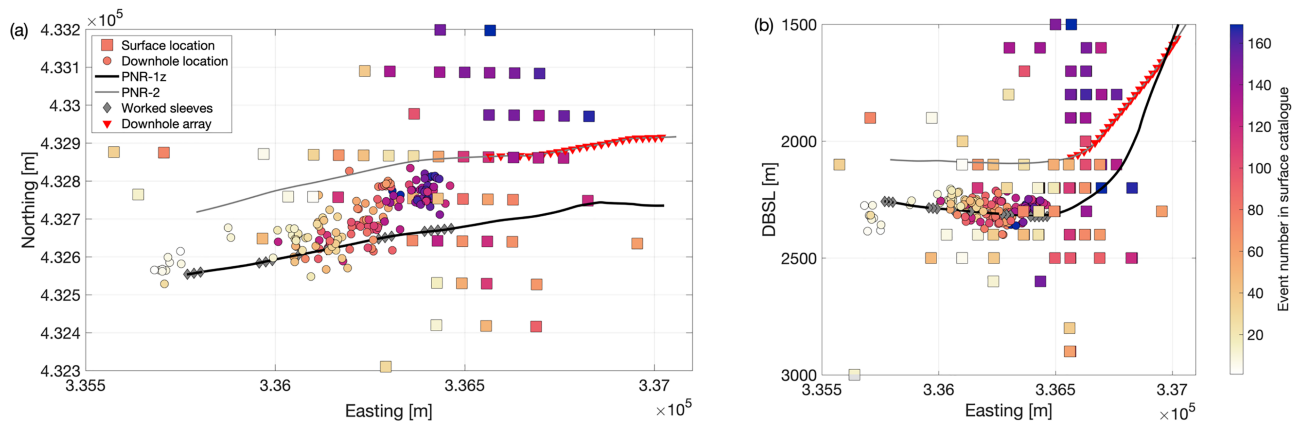 (a)
×10⁵
4.332
4.331
4.33
4.329
4.328
4.327
4.326
4.325
4.324
4.323
Northing [m]
Surface location
Downhole location
PNR-1z
PNR-2
Worked sleeves
Downhole array
3.355
3.36
3.365
3.37
Easting [m]
×10⁵
(b)
1500
2000
2500
3000
DBSL [m]
3.355
3.36
3.365
3.37
Easting [m]
×10⁵
160
140
120
100
80
60
40
20
Event number in surface catalogue